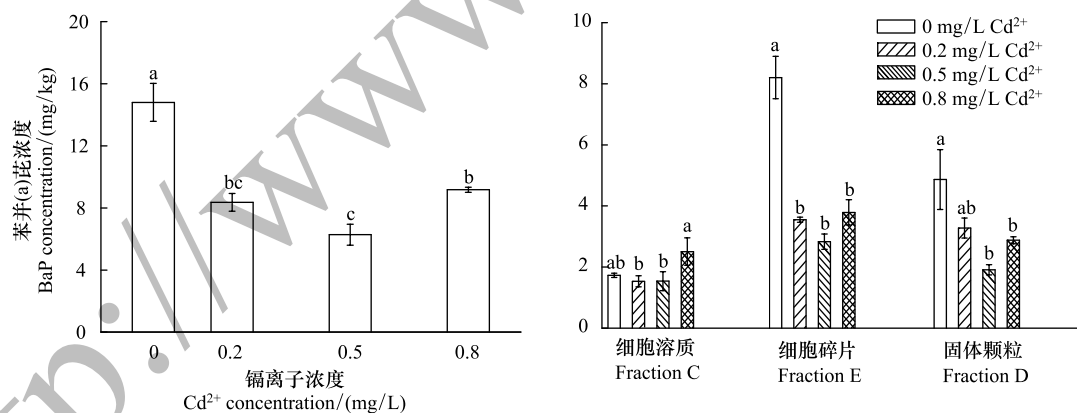 苯并(a)芘浓度
BaP concentration/(mg/kg)
20
16
12
8
4
0
a
bc
c
b
0
0.2
0.5
0.8
镉离子浓度
Cd²⁺ concentration/(mg/L)
10
8
6
4
2
0
0 mg/L Cd²⁺
0.2 mg/L Cd²⁺
0.5 mg/L Cd²⁺
0.8 mg/L Cd²⁺
ab
b
b
a
a
b
b
b
a
ab
b
b
细胞溶质
Fraction C
细胞碎片
Fraction E
固体颗粒
Fraction D
p://www